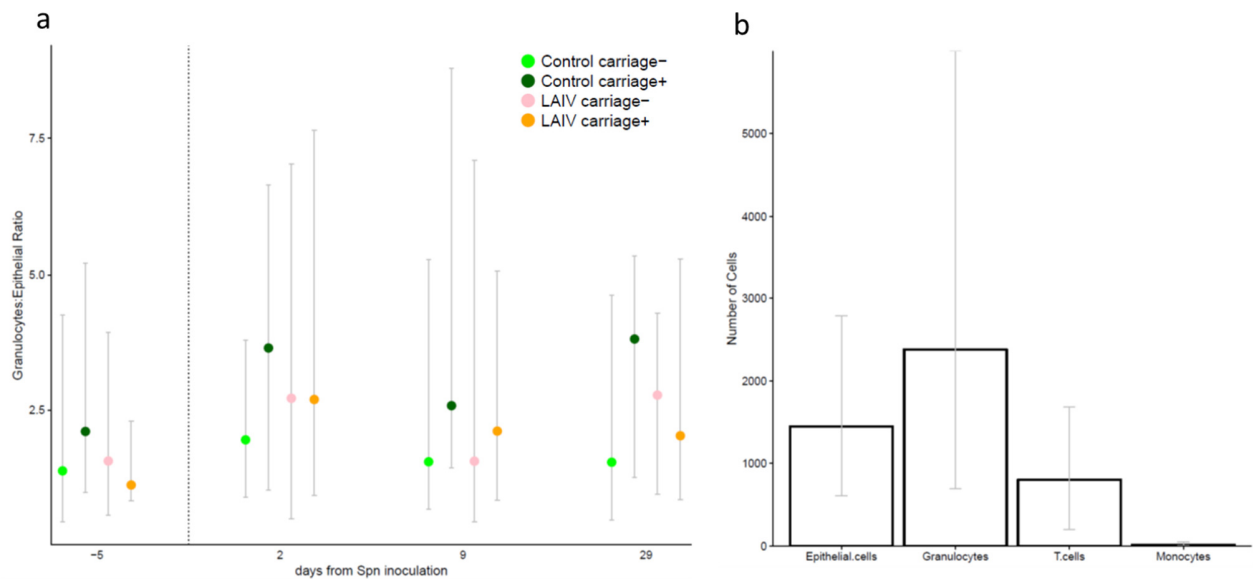 a
Control carriage−
Control carriage+
LAIV carriage−
LAIV carriage+
7.5
5.0
2.5
Granulocytes:Epithelial Ratio
−5
2
9
29
days from Spn inoculation
b
5000
4000
3000
2000
1000
0
Number of Cells
Epithelial.cells
Granulocytes
T.cells
Monocytes